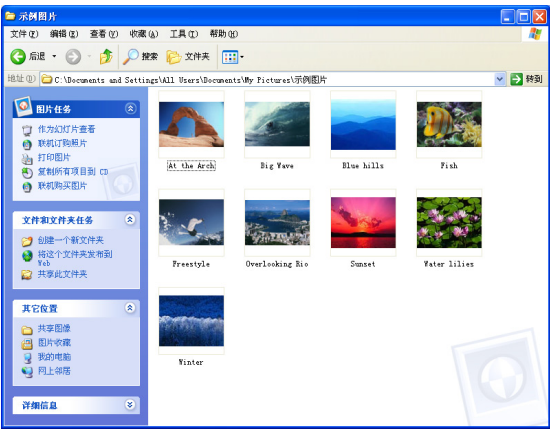 示例图片
文件(F) 编辑(E) 查看(V) 收藏(A) 工具(T) 帮助(H)
后退 搜索 文件夹
地址(D) C:\Documents and Settings\All Users\Documents\My Pictures\示例图片 转到
图片任务
作为幻灯片查看
联机订购照片
打印图片
复制所有项目到 CD
联机购买图片
文件和文件夹任务
创建一个新文件夹
将这个文件夹发布到
Web
共享此文件夹
其它位置
共享图像
图片收藏
我的电脑
网上邻居
详细信息
At the Arch Big Wave Blue hills Fish
Freestyle Overlooking Rio Sunset Water lilies
Winter